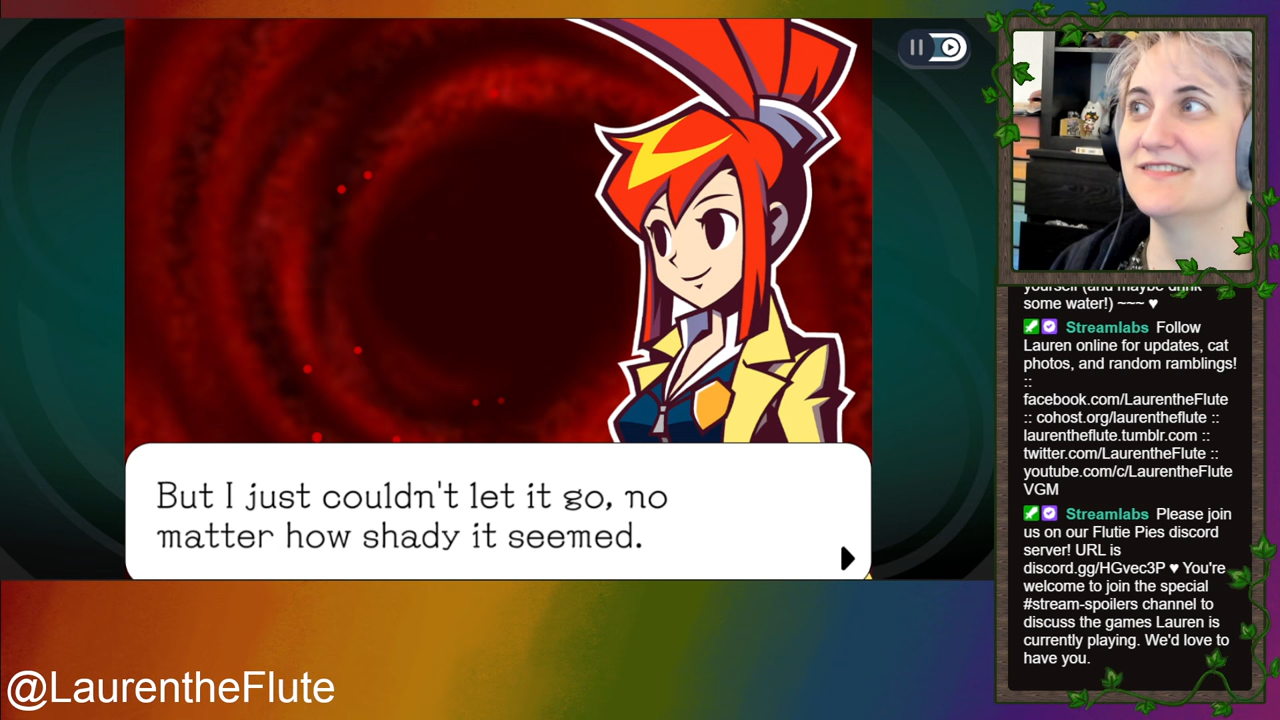 But I just couldn't let it go, no
matter how shady it seemed.
yourself (and maybe drink
some water!) ~~~ ♥
Streamlabs Follow
Lauren online for updates, cat
photos, and random ramblings!
::
facebook.com/LaurentheFlute
:: cohost.org/laurentheflute ::
laurentheflute.tumblr.com ::
twitter.com/LaurentheFlute ::
youtube.com/c/LaurentheFlute
VGM
Streamlabs Please join
us on our Flutie Pies discord
server! URL is
discord.gg/HGvec3P ♥ You're
welcome to join the special
#stream-spoilers channel to
discuss the games Lauren is
currently playing. We'd love to
have you.
@LaurentheFlute